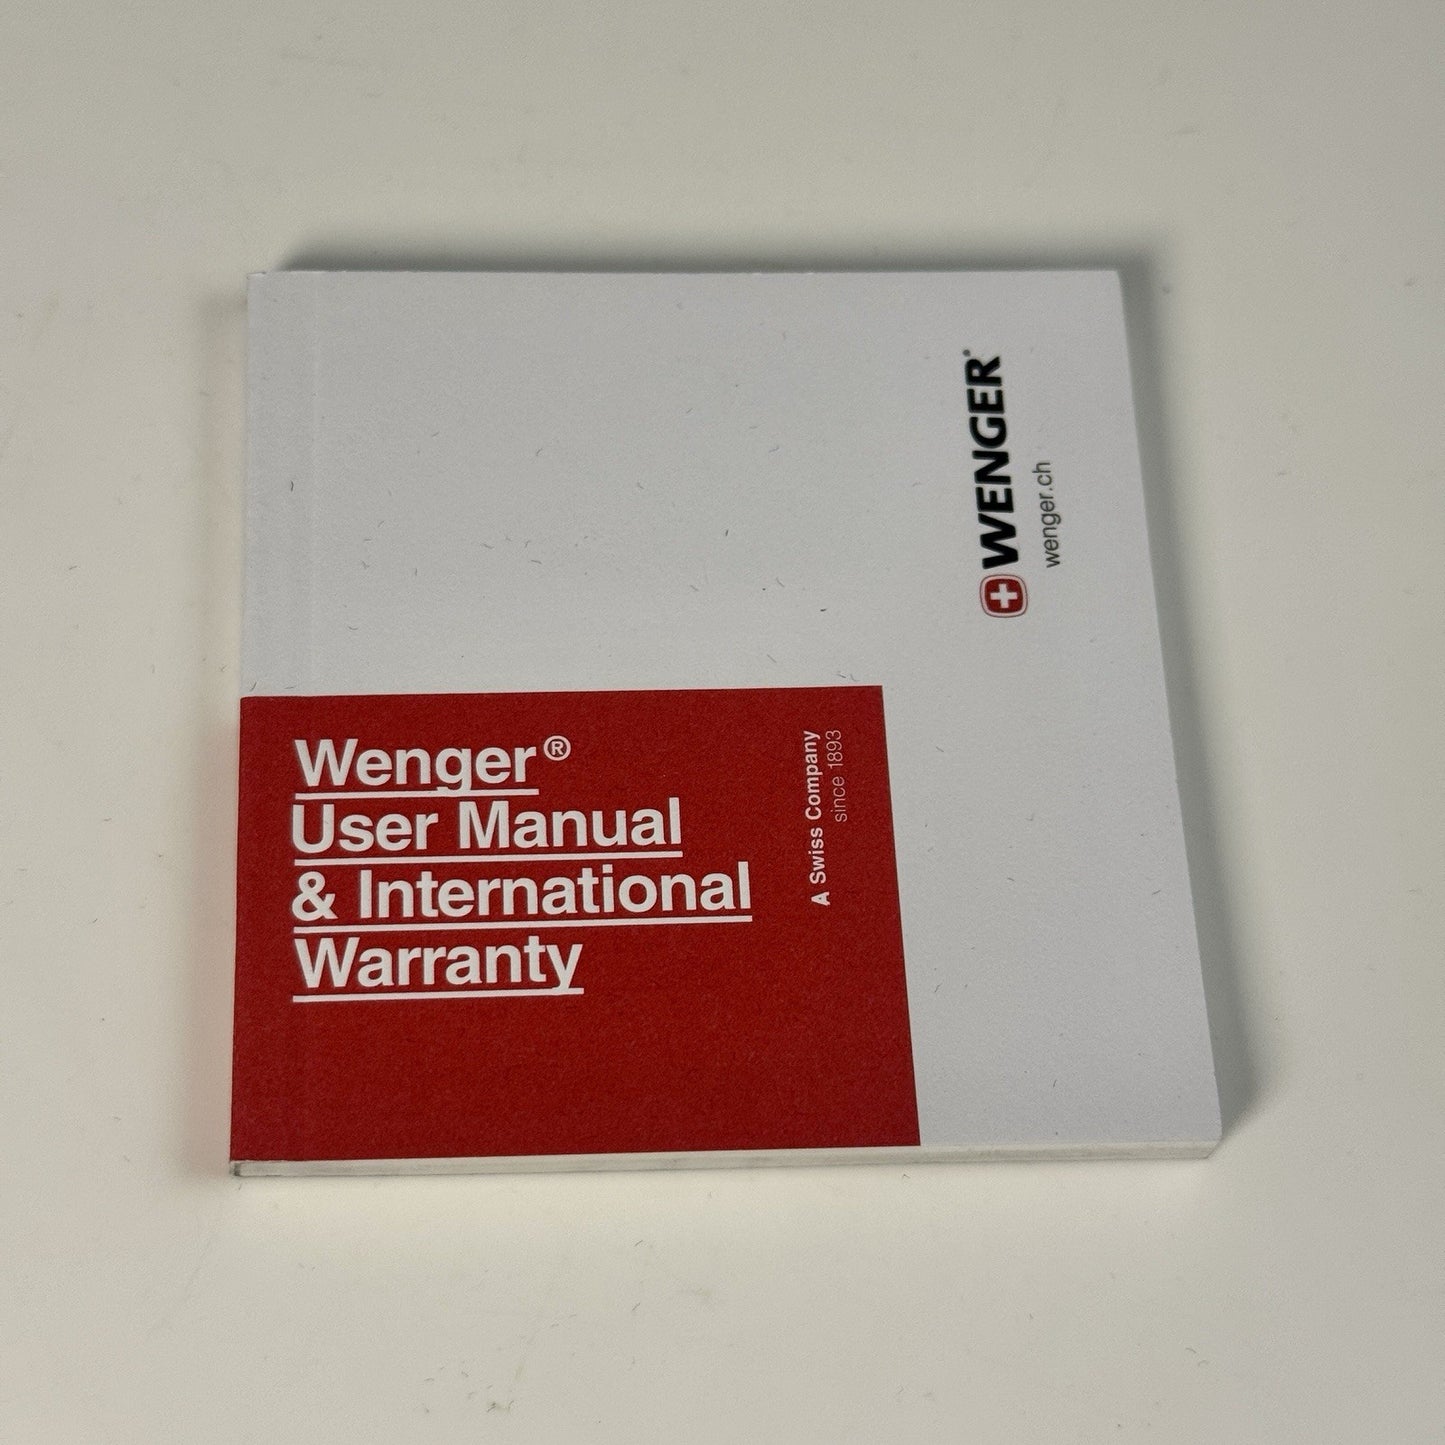 WENGER®
wenger.ch
Wenger®
User Manual
& International
Warranty
A Swiss Company
since 1893